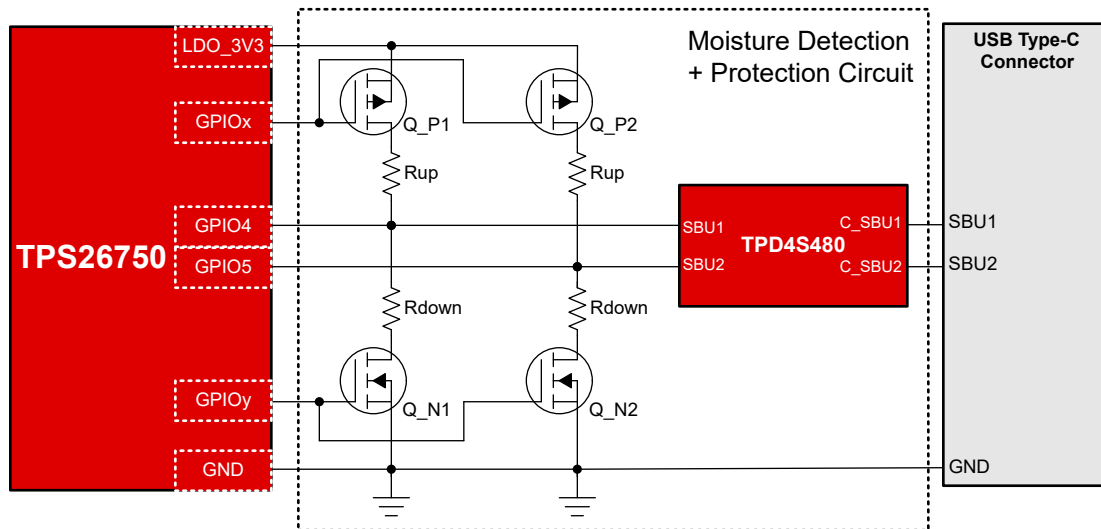 LDO_3V3
GPIOx
GPIO4
GPIO5
GPIOy
GND
TPS26750
Moisture Detection
+ Protection Circuit
Q_P1
Q_P2
Rup
Rup
Rdown
Rdown
Q_N1
Q_N2
SBU1
SBU2
C_SBU1
C_SBU2
TPD4S480
USB Type-C
Connector
SBU1
SBU2
GND